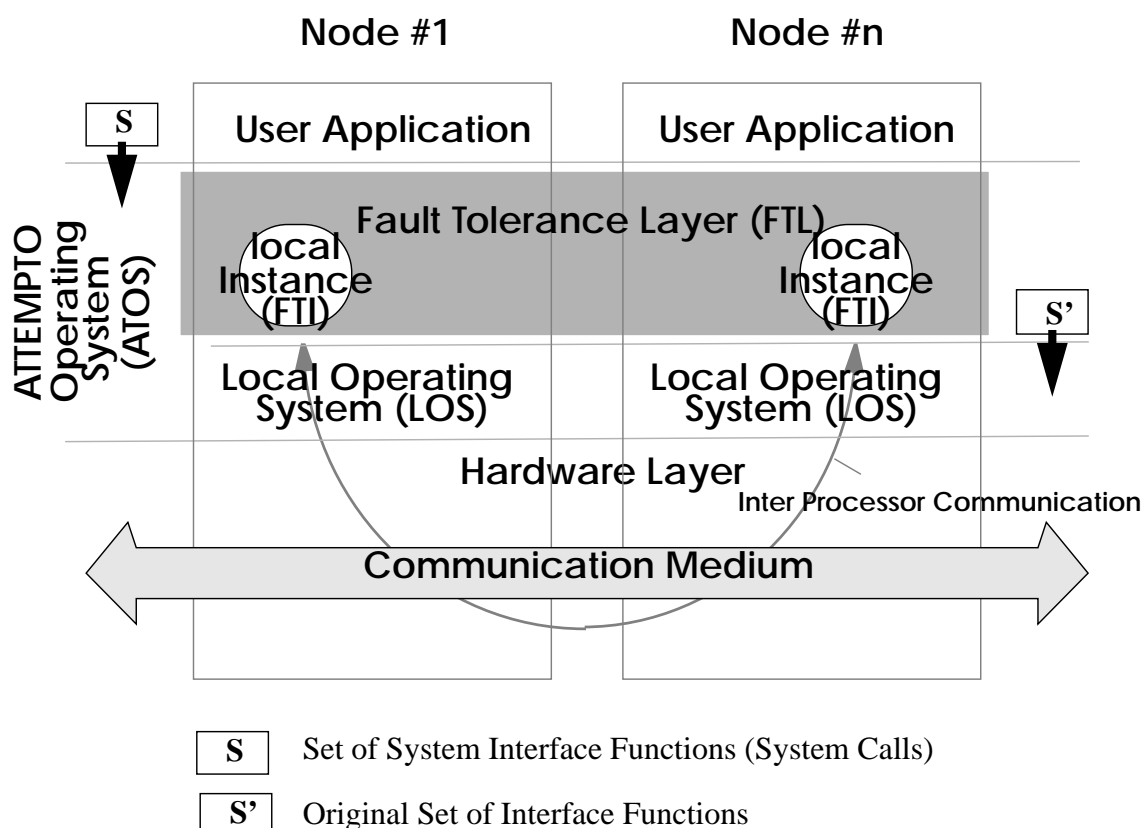 Node #1
Node #n
S
User Application
User Application
ATTEMPTO
Operating
System
(ATOS)
Fault Tolerance Layer (FTL)
local
Instance
(FTI)
local
Instance
(FTI)
S’
Local Operating
System (LOS)
Local Operating
System (LOS)
Hardware Layer
Inter Processor Communication
Communication Medium
S Set of System Interface Functions (System Calls)
S’ Original Set of Interface Functions